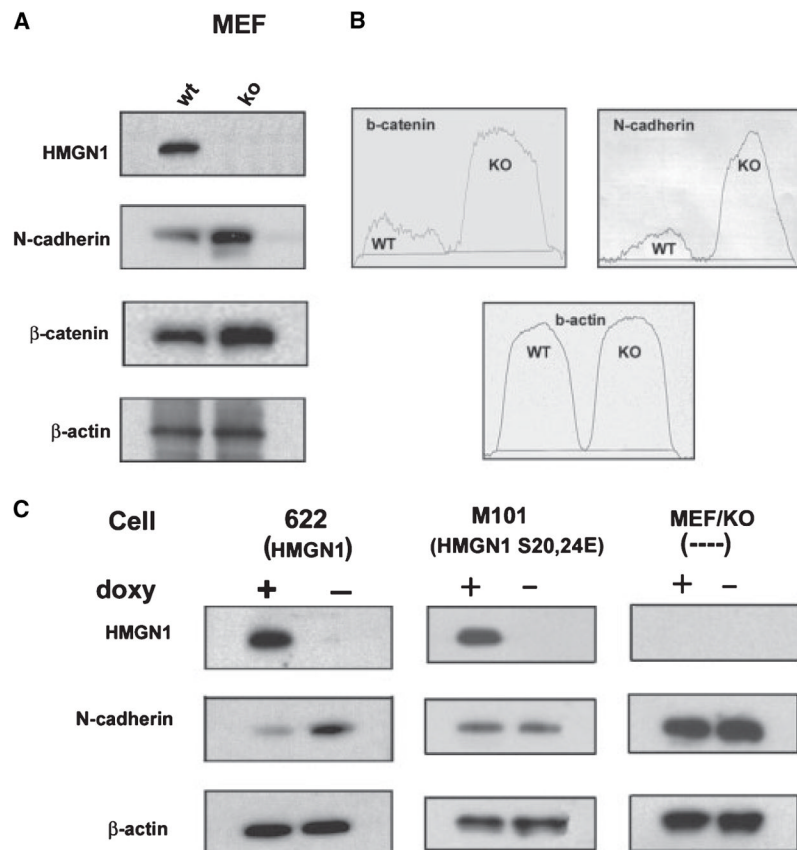 A
MEF
wt
ko
HMGN1
N-cadherin
β-catenin
β-actin
B
b-catenin
KO
WT
N-cadherin
KO
WT
b-actin
WT
KO
C
Cell
622
(HMGN1)
M101
(HMGN1 S20,24E)
MEF/KO
(----)
doxy
+
–
+
–
+
–
HMGN1
N-cadherin
β-actin